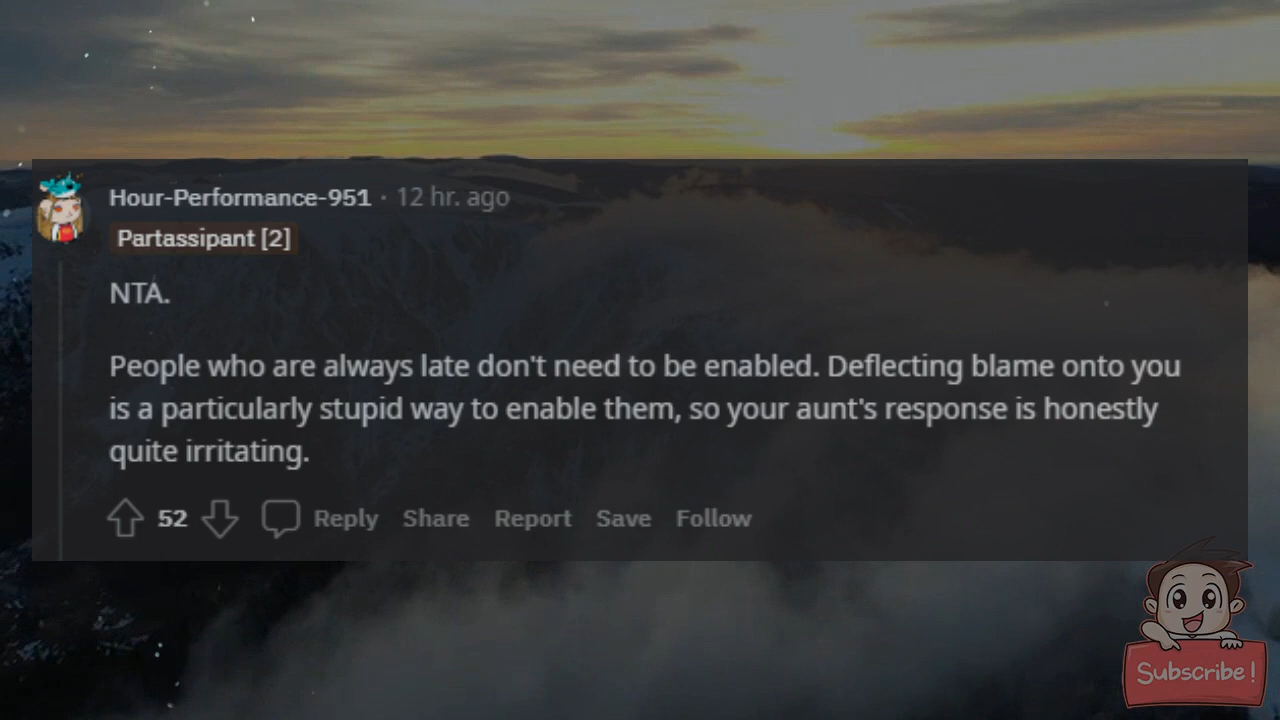 Hour-Performance-951 · 12 hr. ago
Partassipant [2]
NTA.
People who are always late don't need to be enabled. Deflecting blame onto you
is a particularly stupid way to enable them, so your aunt's response is honestly
quite irritating.
52 Reply Share Report Save Follow
Subscribe!